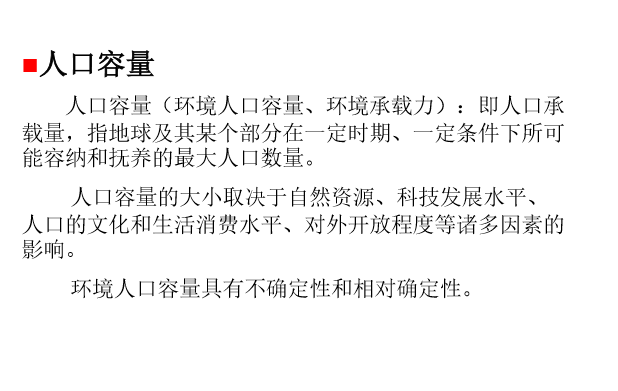 ■人口容量
人口容量（环境人口容量、环境承载力）：即人口承
载量，指地球及其某个部分在一定时期、一定条件下所可
能容纳和抚养的最大人口数量。
人口容量的大小取决于自然资源、科技发展水平、
人口的文化和生活消费水平、对外开放程度等诸多因素的
影响。
环境人口容量具有不确定性和相对确定性。